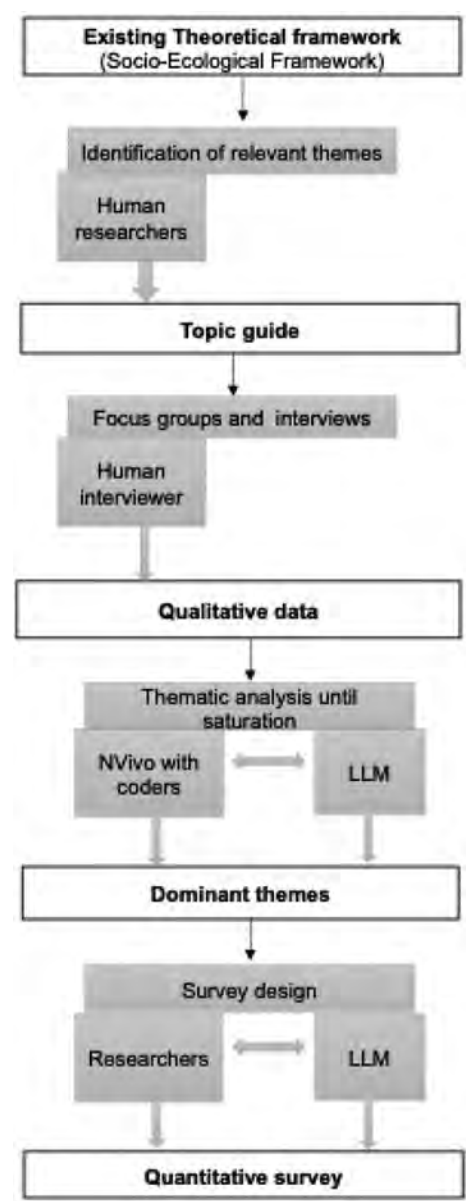 Existing Theoretical framework
(Socio-Ecological Framework)
Identification of relevant themes
Human
researchers
Topic guide
Focus groups and interviews
Human
interviewer
Qualitative data
Thematic analysis until
saturation
NVivo with
coders
LLM
Dominant themes
Survey design
Researchers
LLM
Quantitative survey